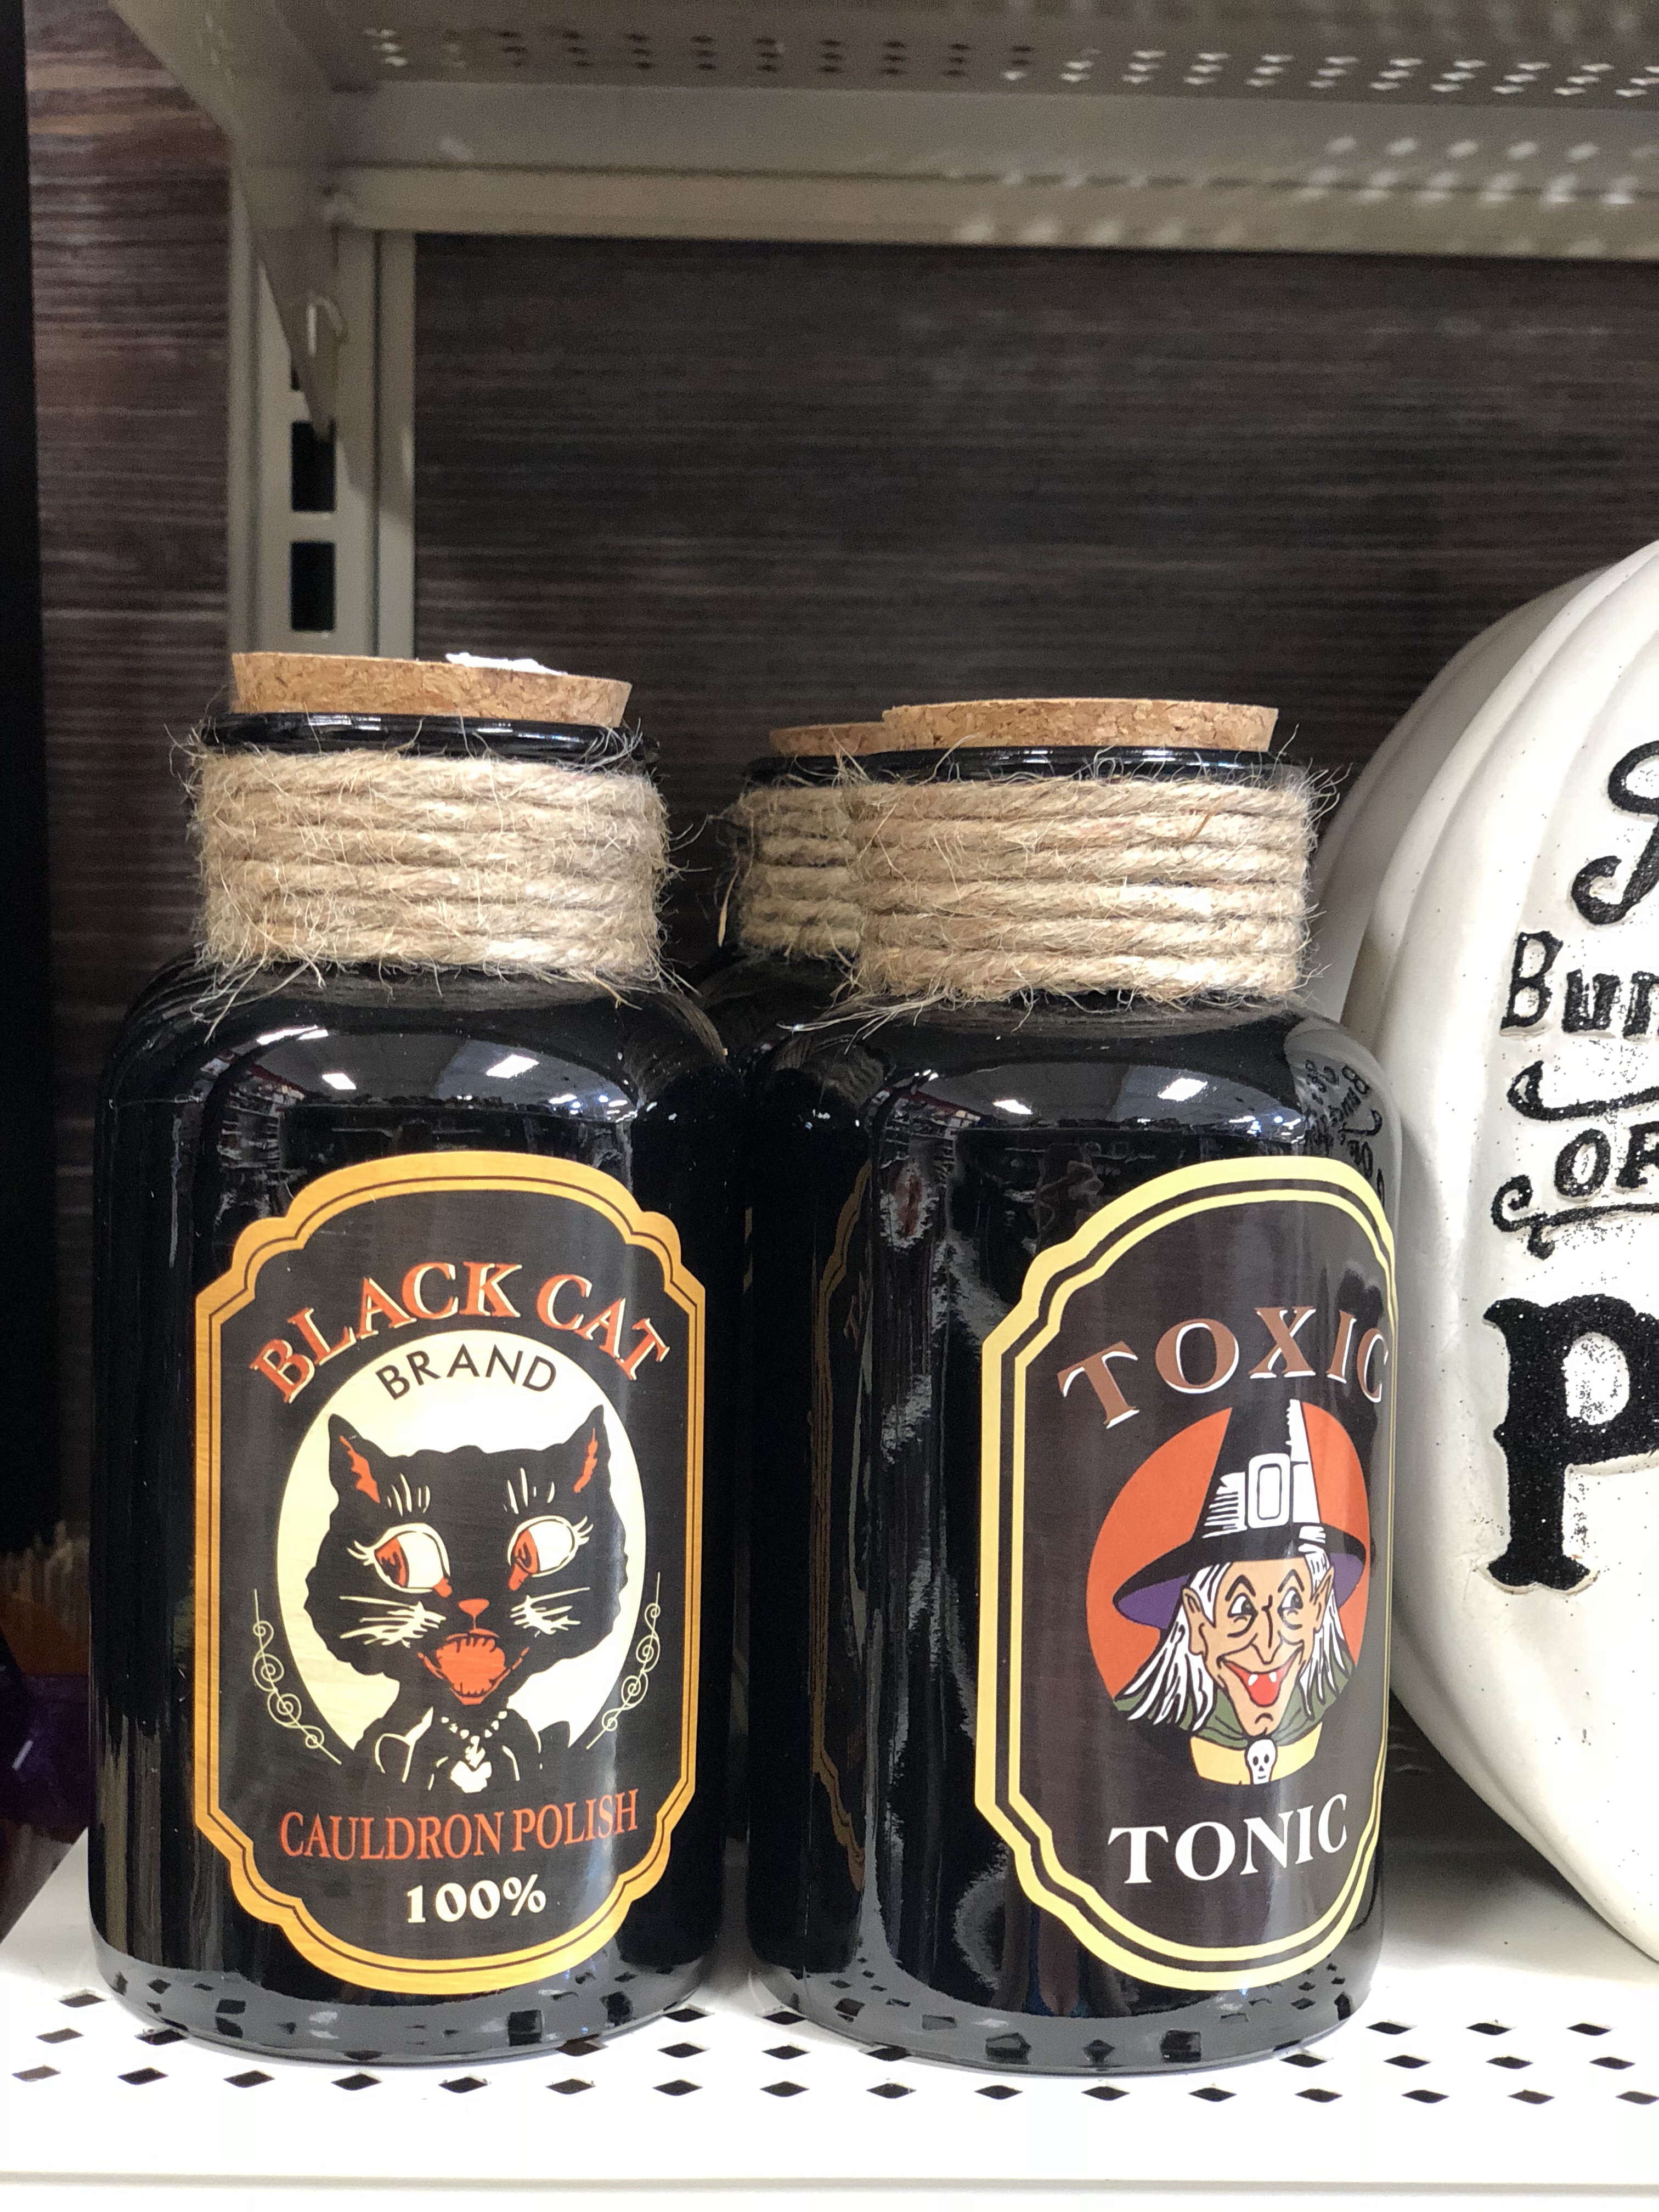 BLACK CAT
BRAND
CAULDRON POLISH
100%
TOXIC
TONIC